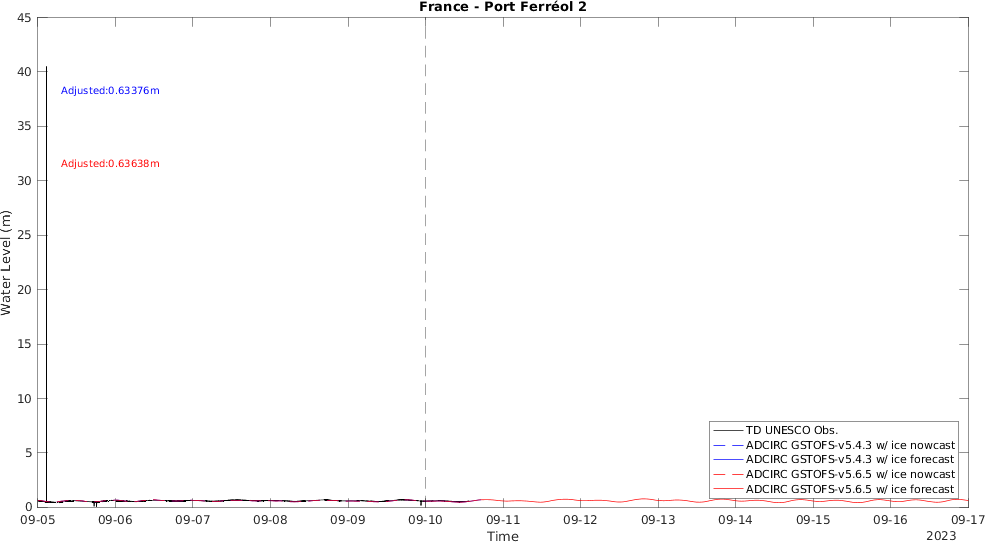 France - Port Ferréol 2
45
40
35
30
25
20
15
10
5
0
Water Level (m)
Adjusted:0.63376m
Adjusted:0.63638m
TD UNESCO Obs.
ADCIRC GSTOFS-v5.4.3 w/ ice nowcast
ADCIRC GSTOFS-v5.4.3 w/ ice forecast
ADCIRC GSTOFS-v5.6.5 w/ ice nowcast
ADCIRC GSTOFS-v5.6.5 w/ ice forecast
09-05 09-06 09-07 09-08 09-09 09-10 09-11 09-12 09-13 09-14 09-15 09-16 09-17
Time
2023